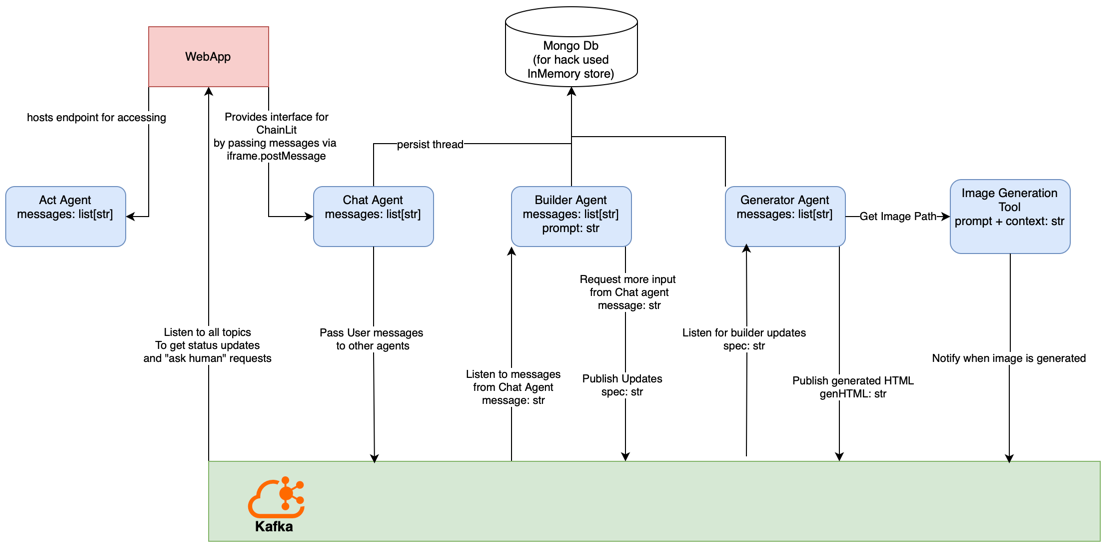 WebApp
Mongo Db
(for hack used
InMemory store)
hosts endpoint for accessing
Provides interface for
ChainLit
by passing messages via
iframe.postMessage
persist thread
Act Agent
messages: list[str]
Chat Agent
messages: list[str]
Builder Agent
messages: list[str]
prompt: str
Generator Agent
messages: list[str]
Get Image Path
Image Generation
Tool
prompt + context: str
Listen to all topics
To get status updates
and "ask human" requests
Pass User messages
to other agents
Listen to messages
from Chat Agent
message: str
Request more input
from Chat agent
message: str
Publish Updates
spec: str
Listen for builder updates
spec: str
Publish generated HTML
genHTML: str
Notify when image is generated
Kafka